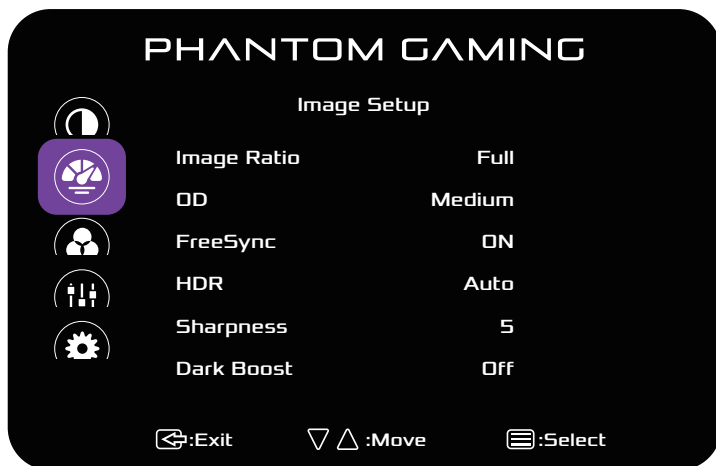 PHANTOM GAMING
Image Setup
Image Ratio Full
OD Medium
FreeSync ON
HDR Auto
Sharpness 5
Dark Boost Off
:Exit :Move :Select